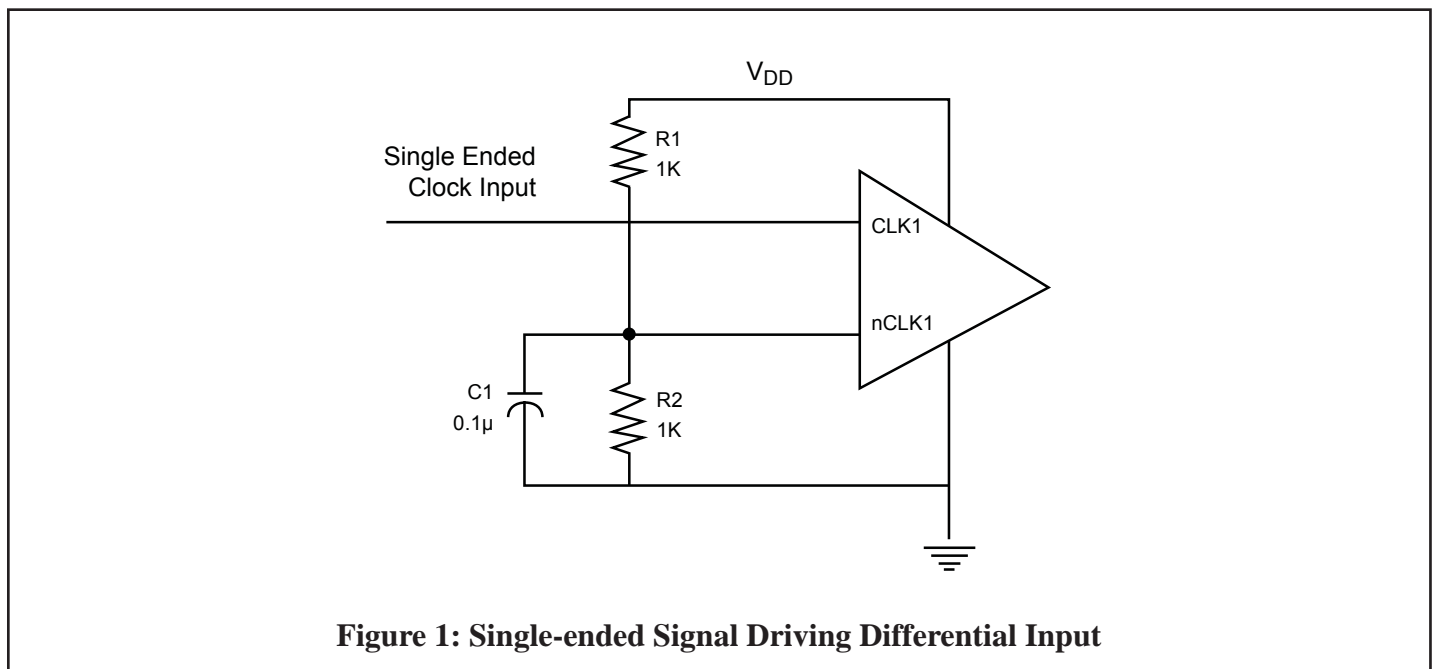 V_DD
R1
1K
Single Ended
Clock Input
CLK1
nCLK1
C1
0.1µ
R2
1K
Figure 1: Single-ended Signal Driving Differential Input